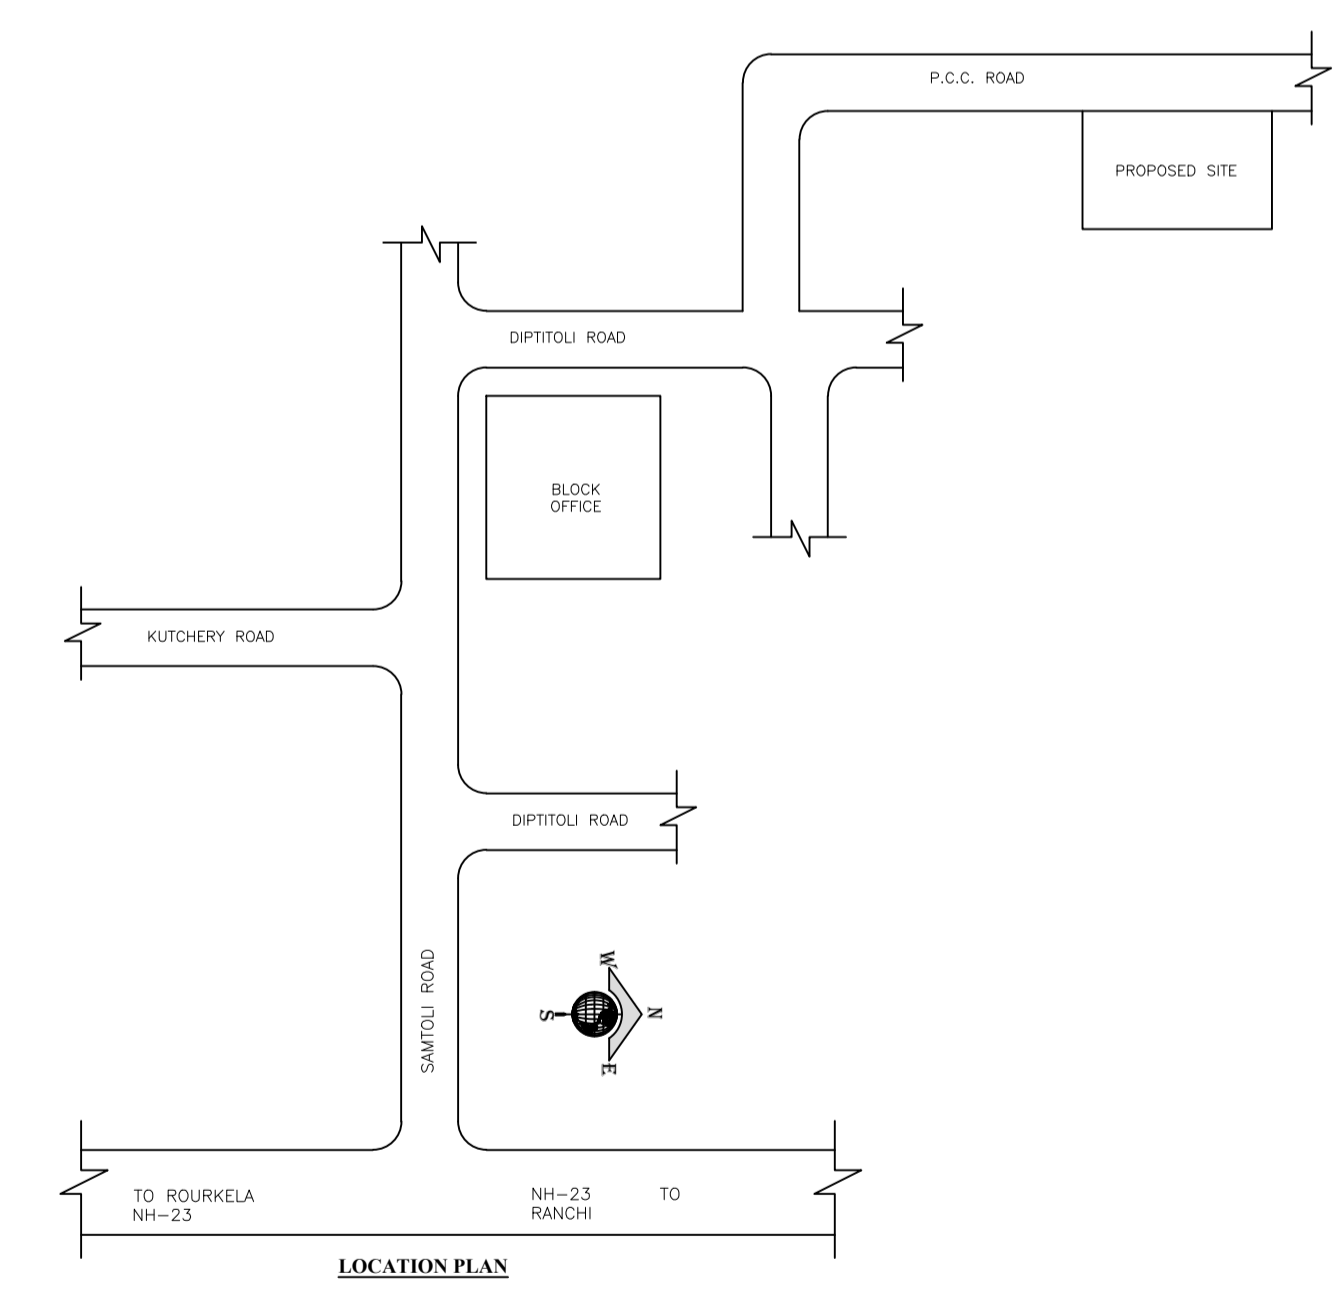 P.C.C. ROAD
PROPOSED SITE
DIPTITOLI ROAD
BLOCK
OFFICE
KUTCHERY ROAD
DIPTITOLI ROAD
SAMTOLI ROAD
W
N
S
E
TO ROURKELA
NH-23
NH-23 TO
RANCHI
LOCATION PLAN